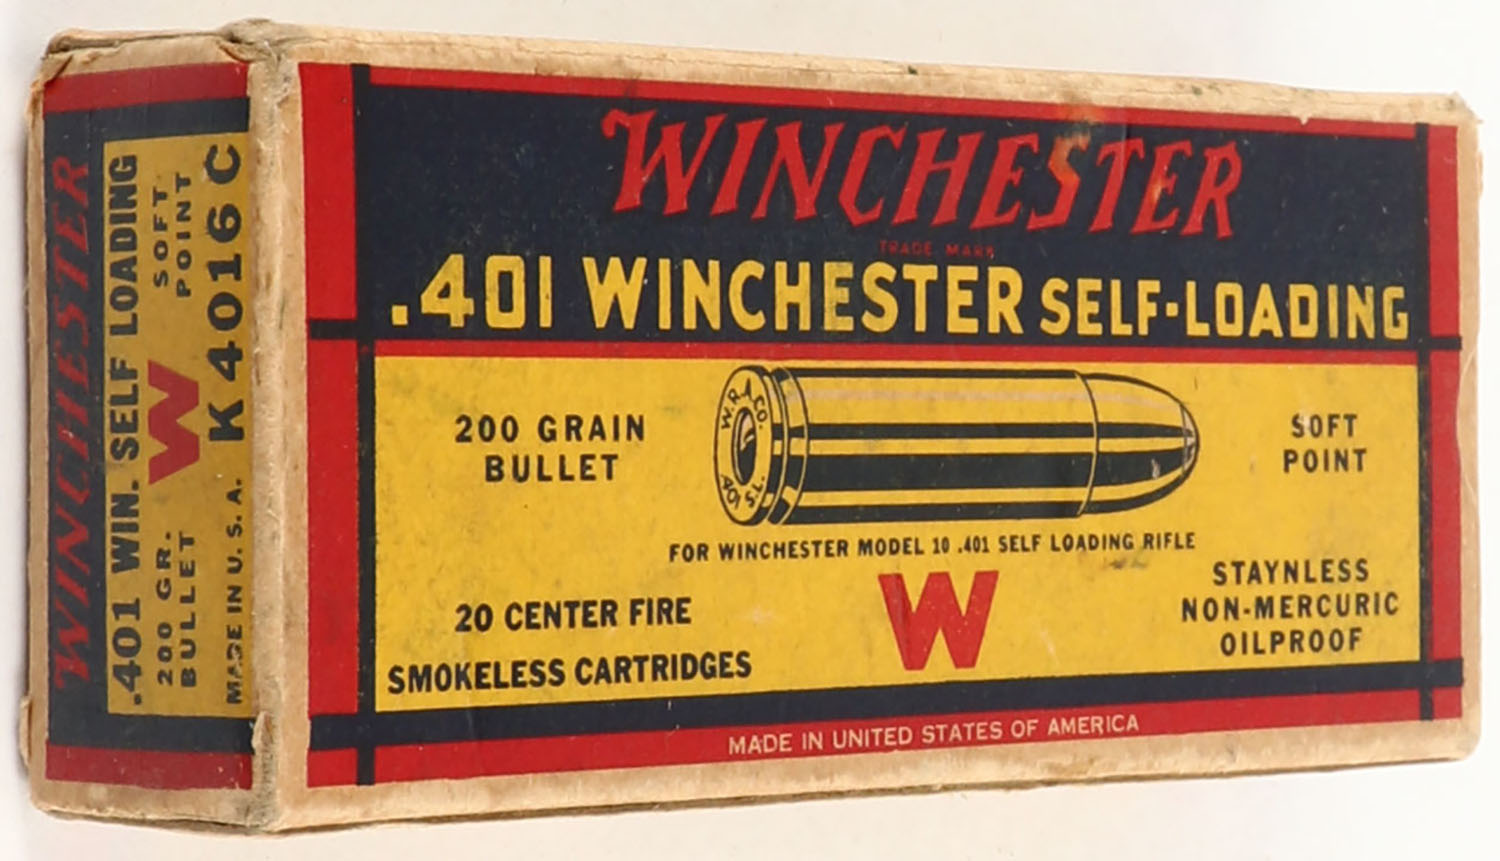 WINCHESTER
TRADE MARK
.401 WINCHESTER SELF-LOADING
200 GRAIN
BULLET
W.R.A.CO.
.401 S.L.
SOFT
POINT
FOR WINCHESTER MODEL 10 .401 SELF LOADING RIFLE
W
20 CENTER FIRE
SMOKELESS CARTRIDGES
STAYNLESS
NON-MERCURIC
OILPROOF
MADE IN UNITED STATES OF AMERICA
WINCHESTER
.401 WIN. SELF LOADING
200 GR.
BULLET
W
SOFT
POINT
MADE IN U.S.A.
K 4016 C